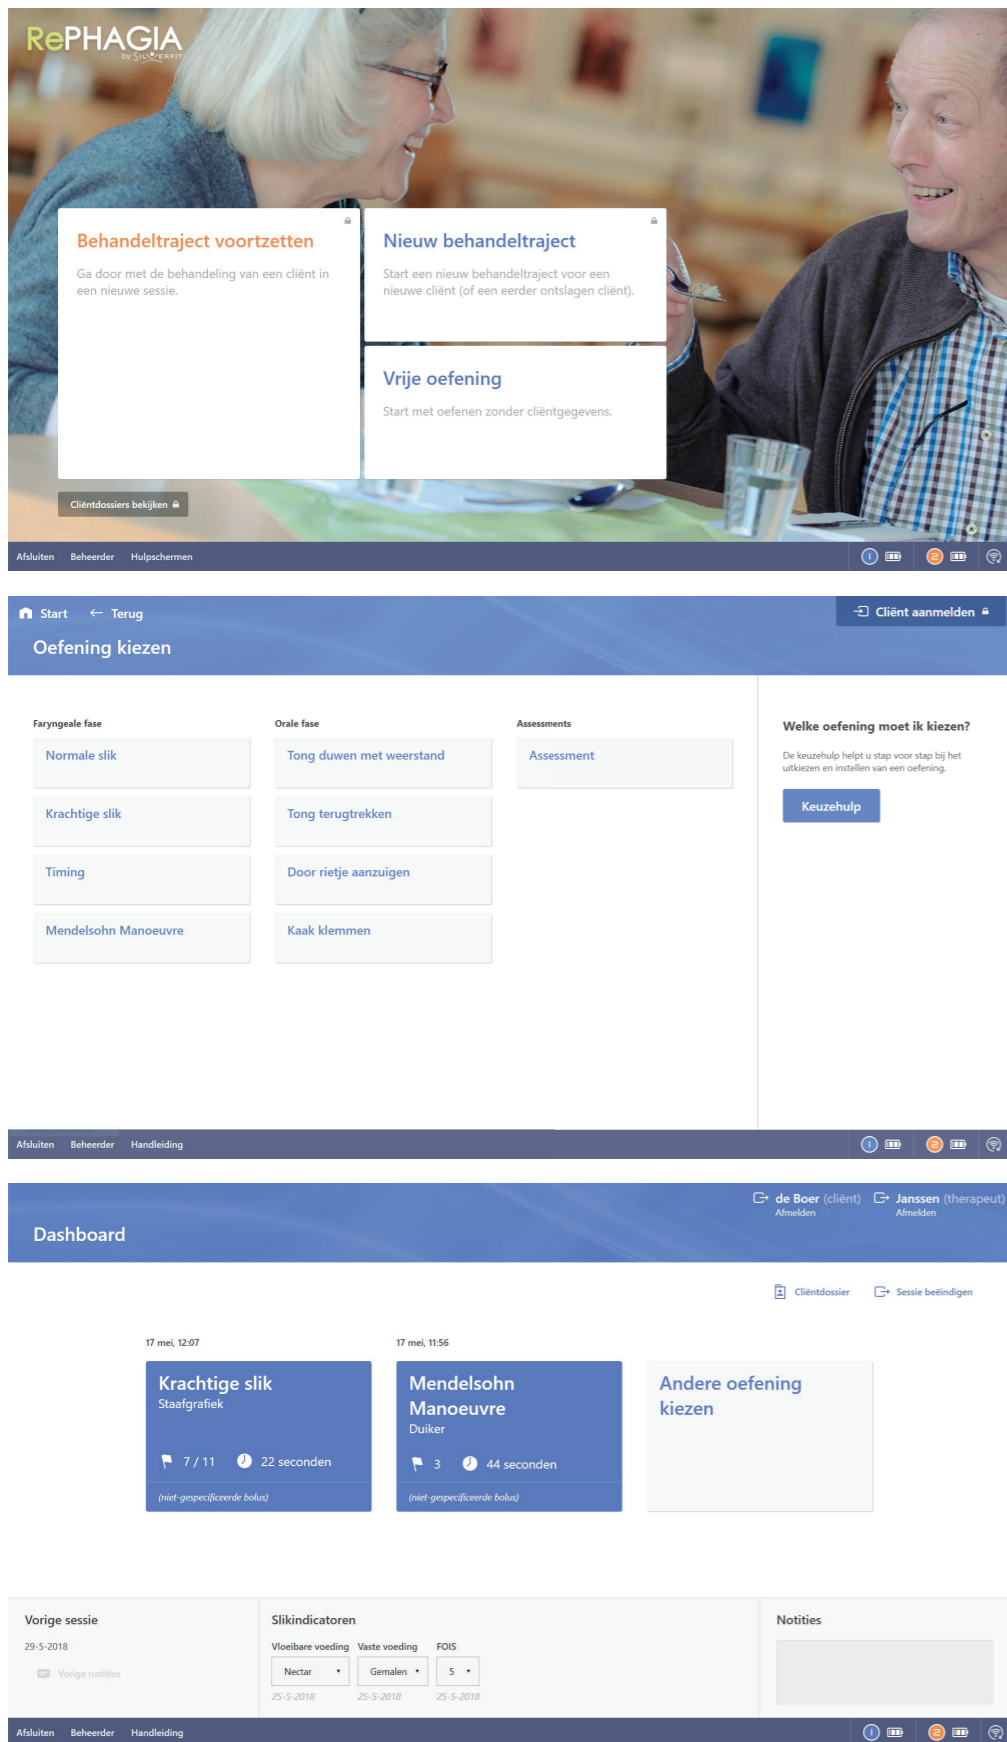 RePHAGIA
by SILVERFIT
Behandeltraject voortzetten
Ga door met de behandeling van een cliënt in
een nieuwe sessie.
Nieuw behandeltraject
Start een nieuw behandeltraject voor een
nieuwe cliënt (of een eerder ontslagen cliënt).
Vrije oefening
Start met oefenen zonder cliëntgegevens.
Cliëntdossiers bekijken
Afsluiten Beheerder Hulpschermen
1 2
Start ← Terug
Cliënt aanmelden
Oefening kiezen
Faryngeale fase
Normale slik
Krachtige slik
Timing
Mendelsohn Manoeuvre
Orale fase
Tong duwen met weerstand
Tong terugtrekken
Door rietje aanzuigen
Kaak klemmen
Assessments
Assessment
Welke oefening moet ik kiezen?
De keuzehulp helpt u stap voor stap bij het
uitkiezen en instellen van een oefening.
Keuzehulp
Afsluiten Beheerder Handleiding
1 2
de Boer (cliënt)
Afmelden
Janssen (therapeut)
Afmelden
Dashboard
Cliëntdossier
Sessie beëindigen
17 mei, 12:07
Krachtige slik
Staafgrafiek
7 / 11 22 seconden
(niet-gespecificeerde bolus)
17 mei, 11:56
Mendelsohn
Manoeuvre
Duiker
3 44 seconden
(niet-gespecificeerde bolus)
Andere oefening
kiezen
Vorige sessie
29-5-2018
Vorige notities
Slikindicatoren
Vloeibare voeding Vaste voeding FOIS
Nectar Gemalen 5
25-5-2018 25-5-2018 25-5-2018
Notities
Afsluiten Beheerder Handleiding
1 2